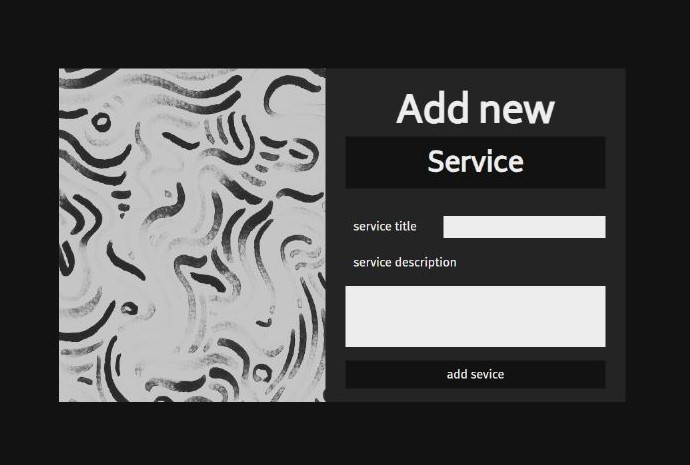 Add new
Service
service title
service description
add sevice